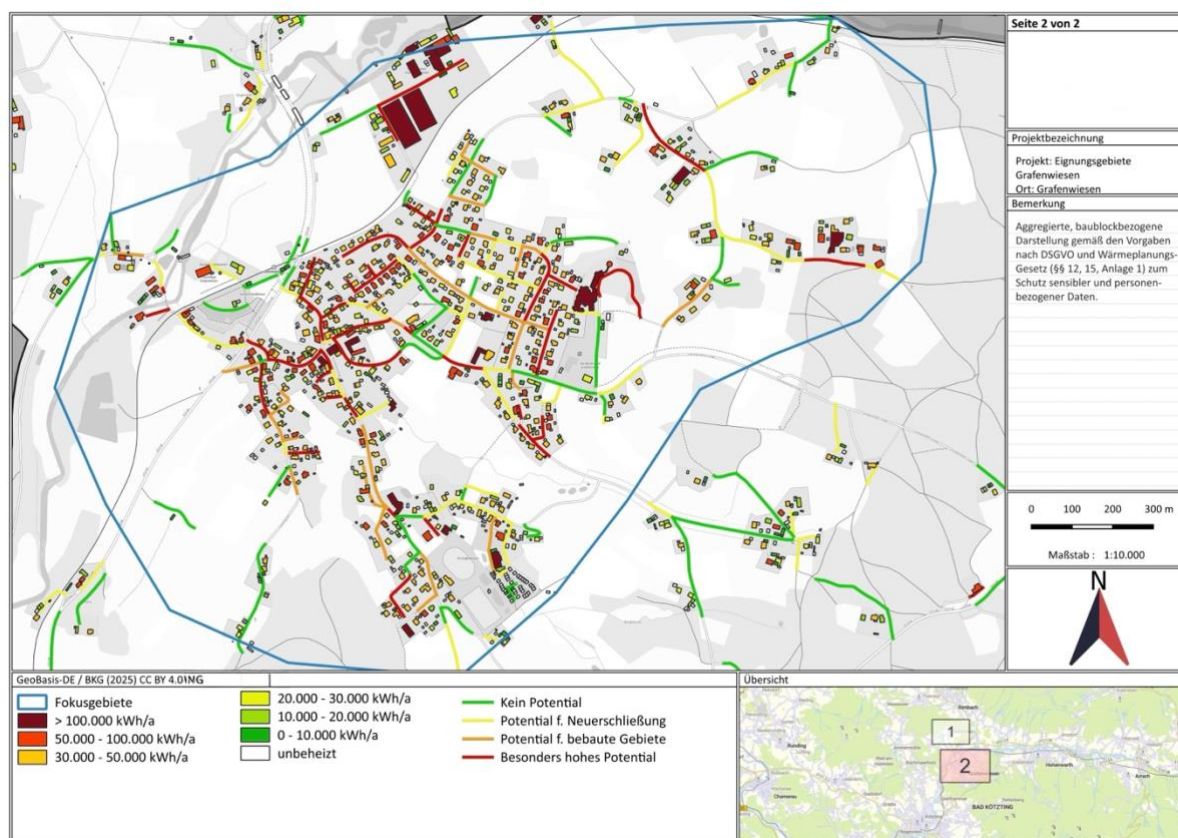 Seite 2 von 2
Projektbezeichnung
Projekt: Eignungsgebiete
Grafenwiesen
Ort: Grafenwiesen
Bemerkung
Aggregierte, baublockbezogene
Darstellung gemäß den Vorgaben
nach DSGVO und Wärmeplanungs-
Gesetz (§§ 12, 15, Anlage 1) zum
Schutz sensibler und personen-
bezogener Daten.
0 100 200 300 m
Maßstab : 1:10.000
N
GeoBasis-DE / BKG (2025) CC BY 4.0
Fokusgebiete
> 100.000 kWh/a
50.000 - 100.000 kWh/a
30.000 - 50.000 kWh/a
20.000 - 30.000 kWh/a
10.000 - 20.000 kWh/a
0 - 10.000 kWh/a
unbeheizt
Kein Potential
Potential f. Neuerschließung
Potential f. bebaute Gebiete
Besonders hohes Potential
Übersicht
1
2
Runding
Chamerau
Hohenwarth
Arrach
BAD KÖTZTING